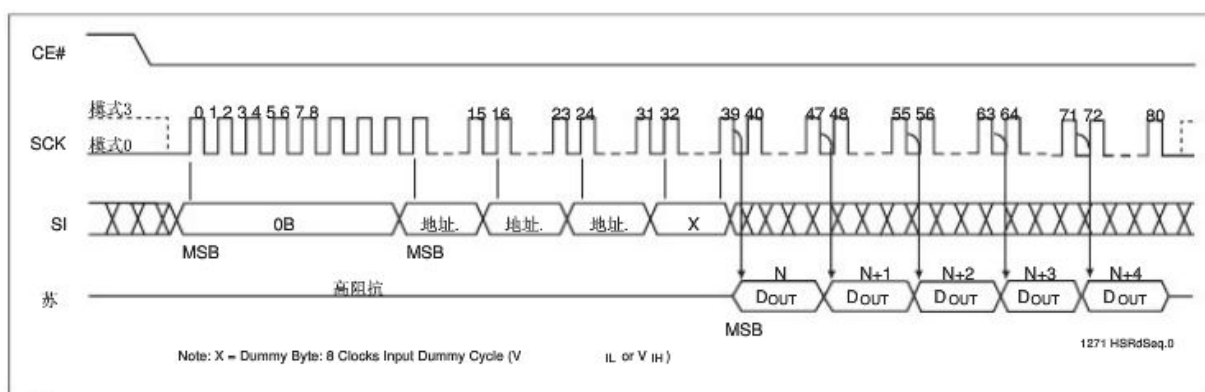 CE#
模式3
0 1 2 3 4 5 6 7 8 15 16 23 24 31 32 39 40 47 48 55 56 63 64 71 72 80
SCK
模式0
SI
0B
地址.
地址.
地址.
X
MSB
MSB
高阻抗
N
N+1
N+2
N+3
N+4
苏
DOUT
DOUT
DOUT
DOUT
DOUT
MSB
1271 HSRdSeq.0
Note: X = Dummy Byte: 8 Clocks Input Dummy Cycle (V IL or V IH )